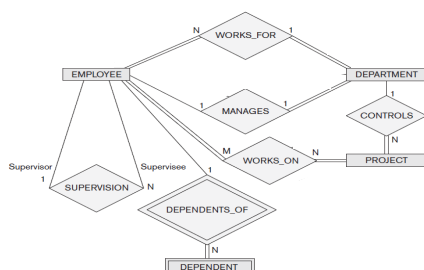 N
WORKS_FOR
1
EMPLOYEE
DEPARTMENT
1
MANAGES
1
1
CONTROLS
N
M
WORKS_ON
N
PROJECT
Supervisor
1
SUPERVISION
Supervisee
N
1
DEPENDENTS_OF
N
DEPENDENT